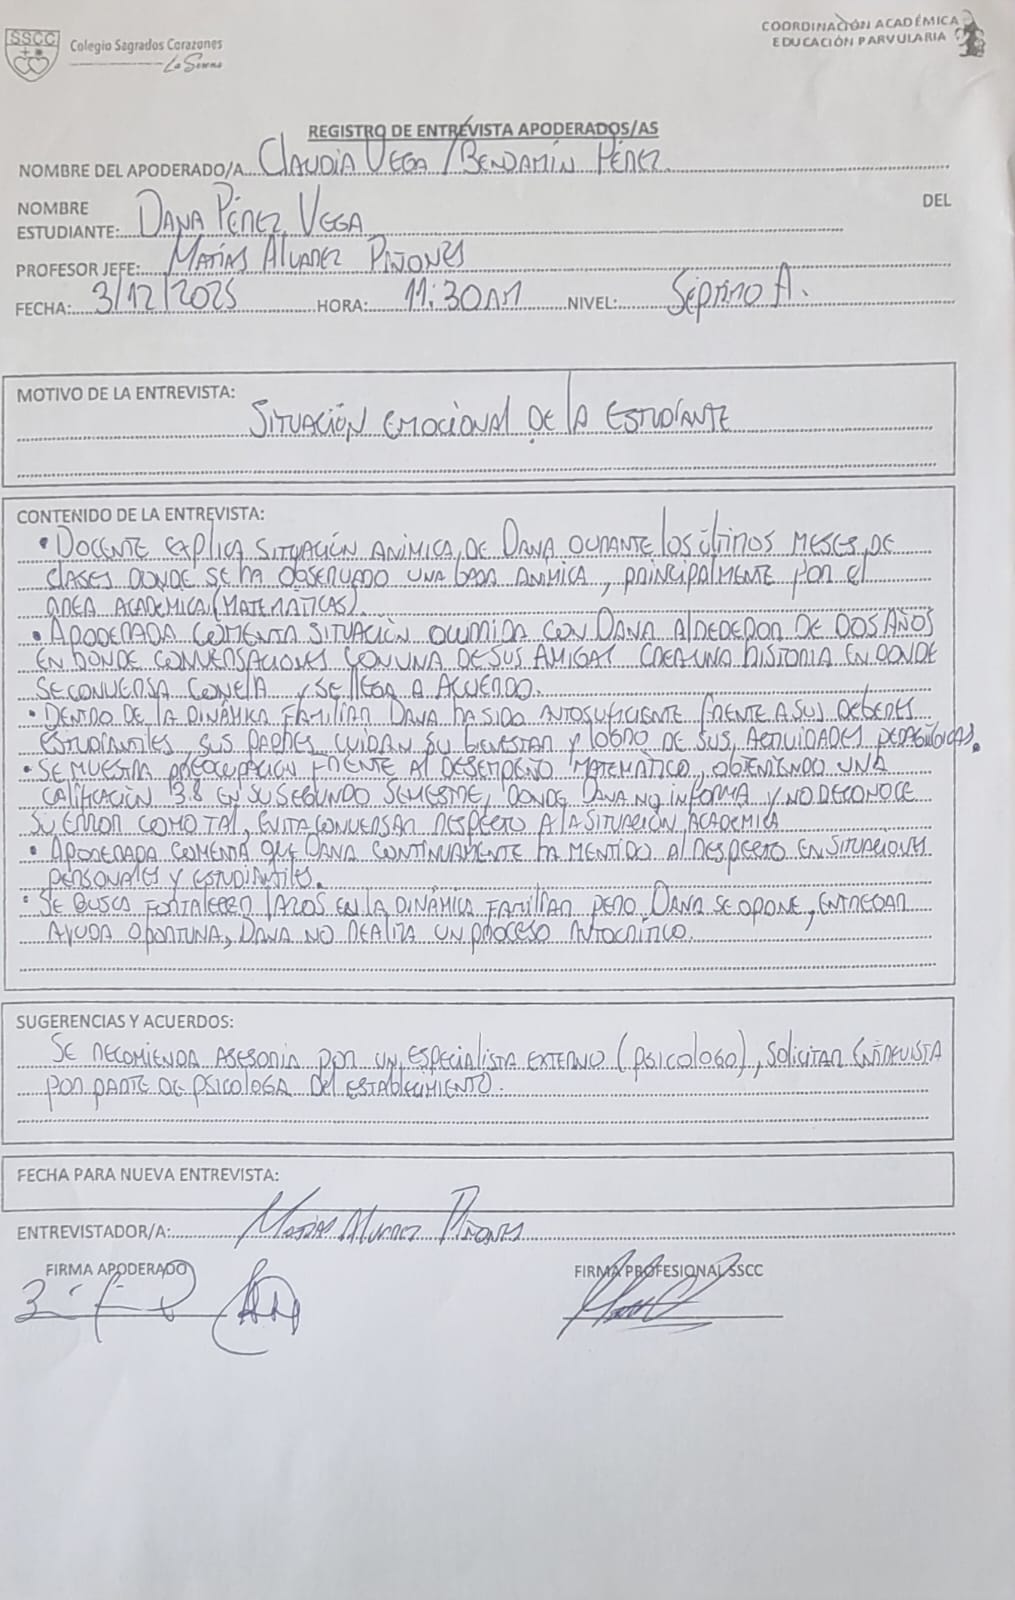 SSCC
Colegio Sagrados Corazones
La Serena
COORDINACIÓN ACADÉMICA
EDUCACIÓN PARVULARIA
REGISTRO DE ENTREVISTA APODERADOS/AS
NOMBRE DEL APODERADO/A CLAUDIA VEGA / BENJAMÍN PÉREZ
NOMBRE DEL
ESTUDIANTE: DANA PÉREZ VEGA
PROFESOR JEFE: MATÍAS ALVAREZ PIÑONES
FECHA: 3/12/2025 HORA: 11:30AM NIVEL: SÉPTIMO A.
MOTIVO DE LA ENTREVISTA:
SITUACIÓN EMOCIONAL DE LA ESTUDIANTE
CONTENIDO DE LA ENTREVISTA:
• DOCENTE EXPLICA SITUACIÓN ANÍMICA DE DANA DURANTE LOS ÚLTIMOS MESES DE
CLASES DONDE SE HA OBSERVADO UNA BAJA ANÍMICA, PRINCIPALMENTE POR EL
ÁREA ACADÉMICA (MATEMÁTICAS).
• APODERADA COMENTA SITUACIÓN OCURRIDA CON DANA ALREDEDOR DE DOS AÑOS
EN DONDE CONVERSACIONES CON UNA DE SUS AMIGAS CREA UNA HISTORIA EN DONDE
SE CONVERSA CON ELLA Y SE LLEGA A ACUERDO.
• DENTRO DE LA DINÁMICA FAMILIAR DANA HA SIDO AUTOSUFICIENTE FRENTE A SUS DEBERES
ESTUDIANTILES, SUS PADRES CUIDAN SU BIENESTAR Y LOGRO DE SUS ACTIVIDADES PEDAGÓGICAS.
• SE MUESTRA PREOCUPACIÓN FRENTE AL DESEMPEÑO MATEMÁTICO, OBTENIENDO UNA
CALIFICACIÓN 3.8 EN SU SEGUNDO SEMESTRE, DONDE DANA NO INFORMA Y NO RECONOCE
SU ERROR COMO TAL, EVITA CONVERSAR RESPECTO A LA SITUACIÓN ACADÉMICA
• APODERADA COMENTA QUE DANA CONTINUAMENTE HA MENTIDO AL RESPECTO EN SITUACIONES
PERSONALES Y ESTUDIANTILES.
• SE BUSCA FORTALECER LAZOS EN LA DINÁMICA FAMILIAR PERO DANA SE OPONE, ENTREGAR
AYUDA OPORTUNA, DANA NO REALIZA UN PROCESO AUTOCRÍTICO.
SUGERENCIAS Y ACUERDOS:
SE RECOMIENDA ASESORIA POR UN ESPECIALISTA EXTERNO (PSICOLOGO), SOLICITAR ENTREVISTA
POR PARTE DE PSICOLOGA DEL ESTABLECIMIENTO.
FECHA PARA NUEVA ENTREVISTA:
ENTREVISTADOR/A: MATÍAS ALVAREZ PIÑONES
FIRMA APODERADO FIRMA PROFESIONAL SSCC